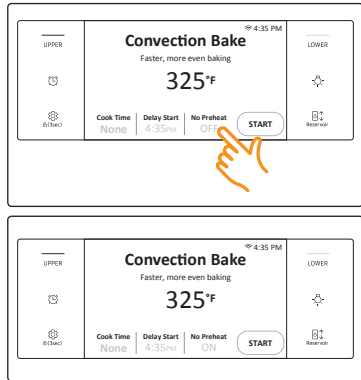 4:35 PM
UPPER
Convection Bake
LOWER
Faster, more even baking
325°F
Cook Time Delay Start No Preheat
None 4:35PM OFF
START
(3sec)
Reservoir
4:35 PM
UPPER
Convection Bake
LOWER
Faster, more even baking
325°F
Cook Time Delay Start No Preheat
None 4:35PM ON
START
(3sec)
Reservoir